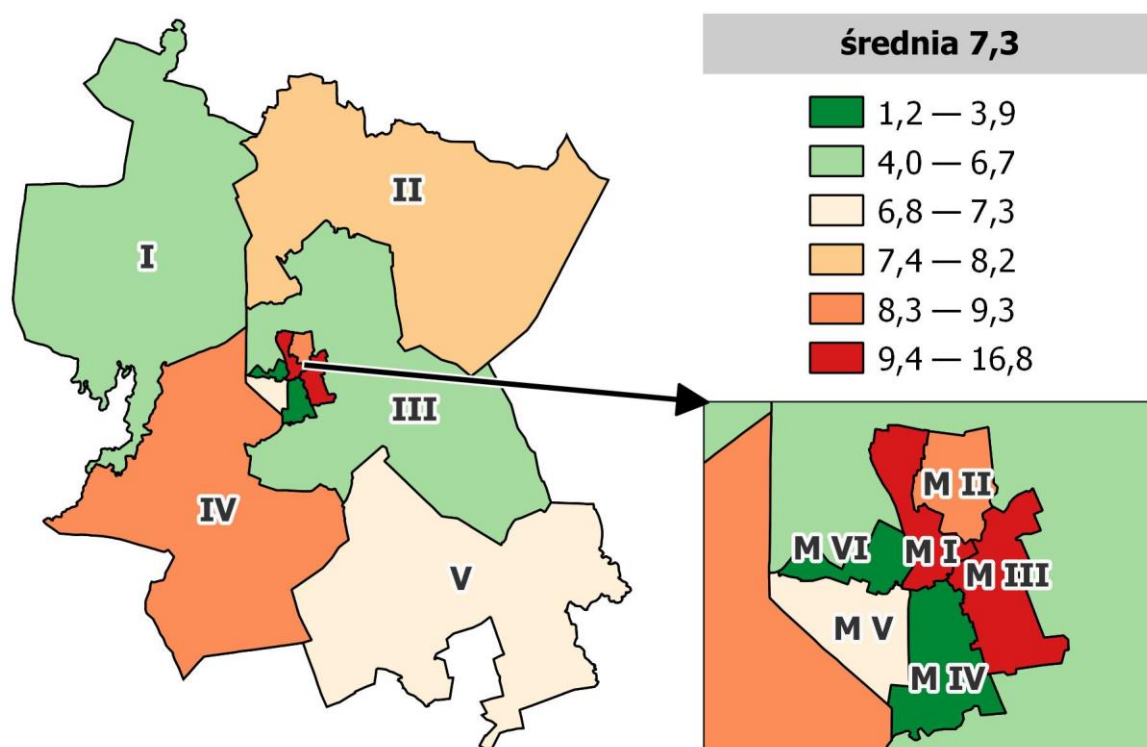 średnia 7,3
1,2 — 3,9
4,0 — 6,7
6,8 — 7,3
7,4 — 8,2
8,3 — 9,3
9,4 — 16,8
I
II
III
IV
V
M II
M VI
M I
M III
M V
M IV